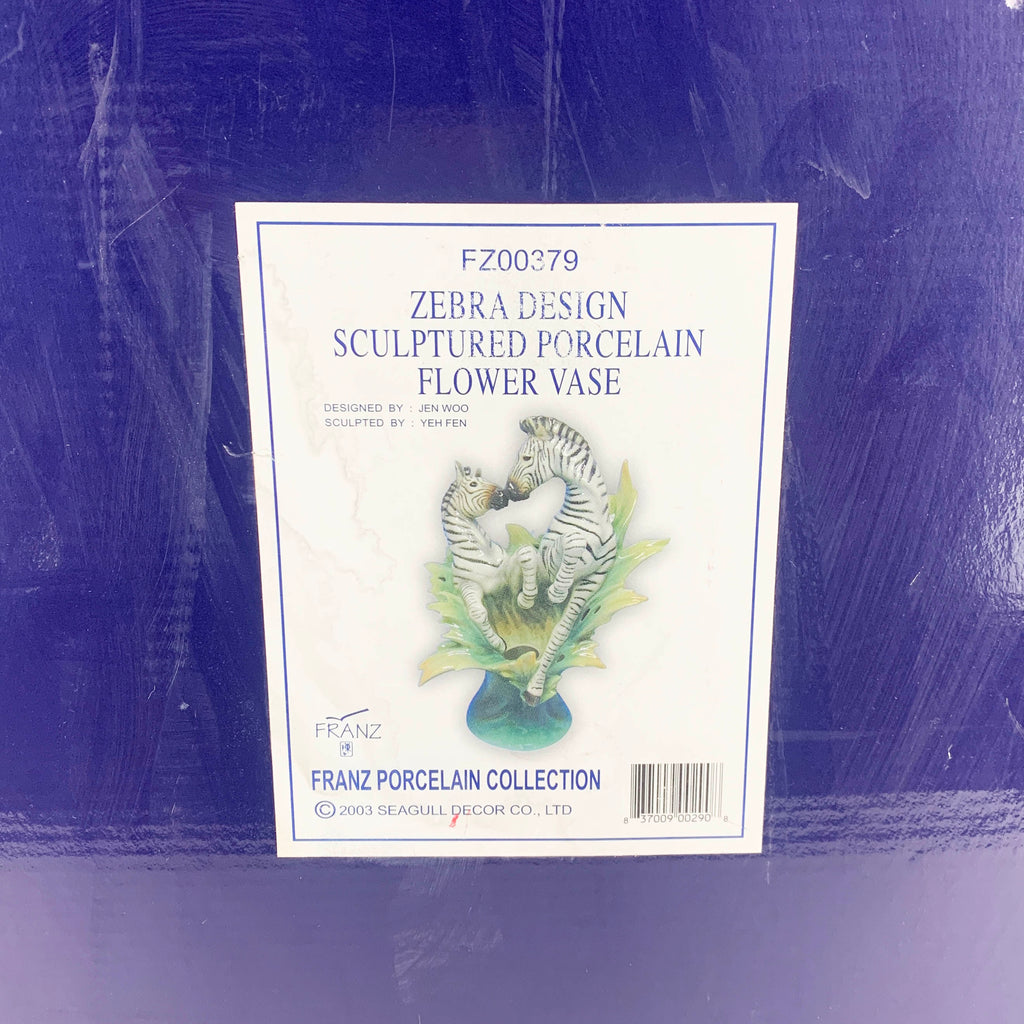 FZ00379
ZEBRA DESIGN
SCULPTURED PORCELAIN
FLOWER VASE
DESIGNED BY : JEN WOO
SCULPTED BY : YEH FEN
FRANZ
FRANZ PORCELAIN COLLECTION
© 2003 SEAGULL DECOR CO., LTD
8 37009 00290 8